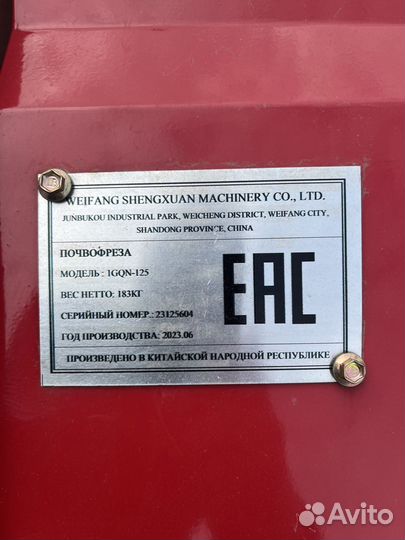 WEIFANG SHENGXUAN MACHINERY CO., LTD.
JUNBUKOU INDUSTRIAL PARK, WEICHENG DISTRICT, WEIFANG CITY,
SHANDONG PROVINCE, CHINA
ПОЧВОФРЕЗА
МОДЕЛЬ : 1GQN-125
ВЕС НЕТТО: 183КГ
СЕРИЙНЫЙ НОМЕР.: 23125604
ГОД ПРОИЗВОДСТВА: 2023.06
EAC
ПРОИЗВЕДЕНО В КИТАЙСКОЙ НАРОДНОЙ РЕСПУБЛИКЕ
Avito